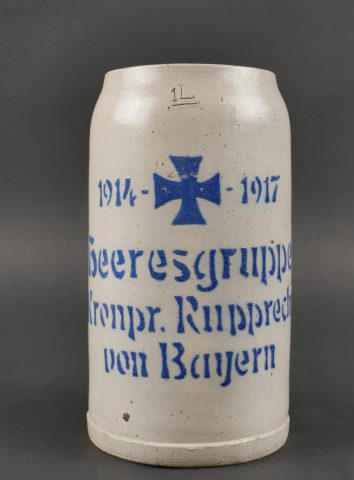 1L
1914 - - 1917
Heeresgruppe
Kronpr. Rupprecht
von Bayern